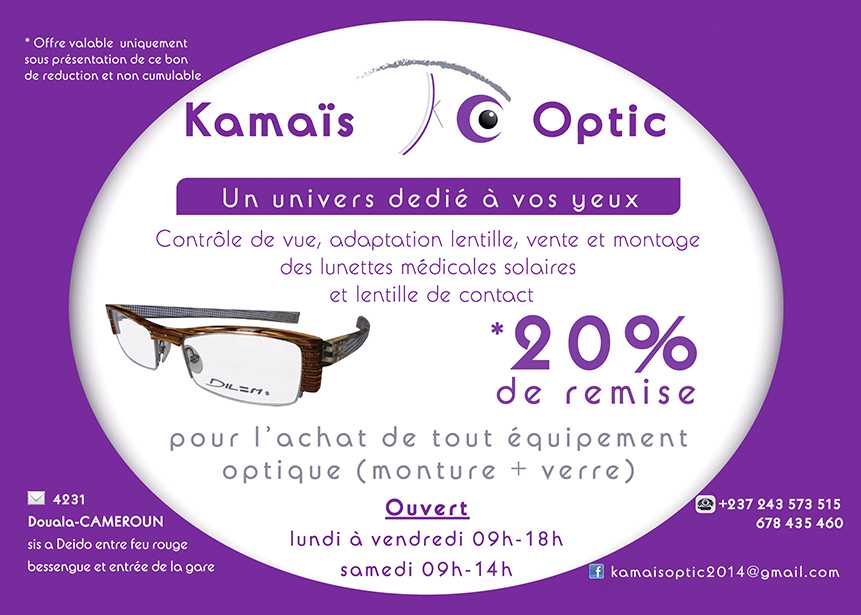 * Offre valable uniquement
sous présentation de ce bon
de reduction et non cumulable
Kamaïs Optic
Un univers dedié à vos yeux
Contrôle de vue, adaptation lentille, vente et montage
des lunettes médicales solaires
et lentille de contact
DILEM
*20%
de remise
pour l'achat de tout équipement
optique (monture + verre)
Ouvert
lundi à vendredi 09h-18h
samedi 09h-14h
4231
Douala-CAMEROUN
sis a Deido entre feu rouge
bessengue et entrée de la gare
+237 243 573 515
678 435 460
kamaisoptic2014@gmail.com